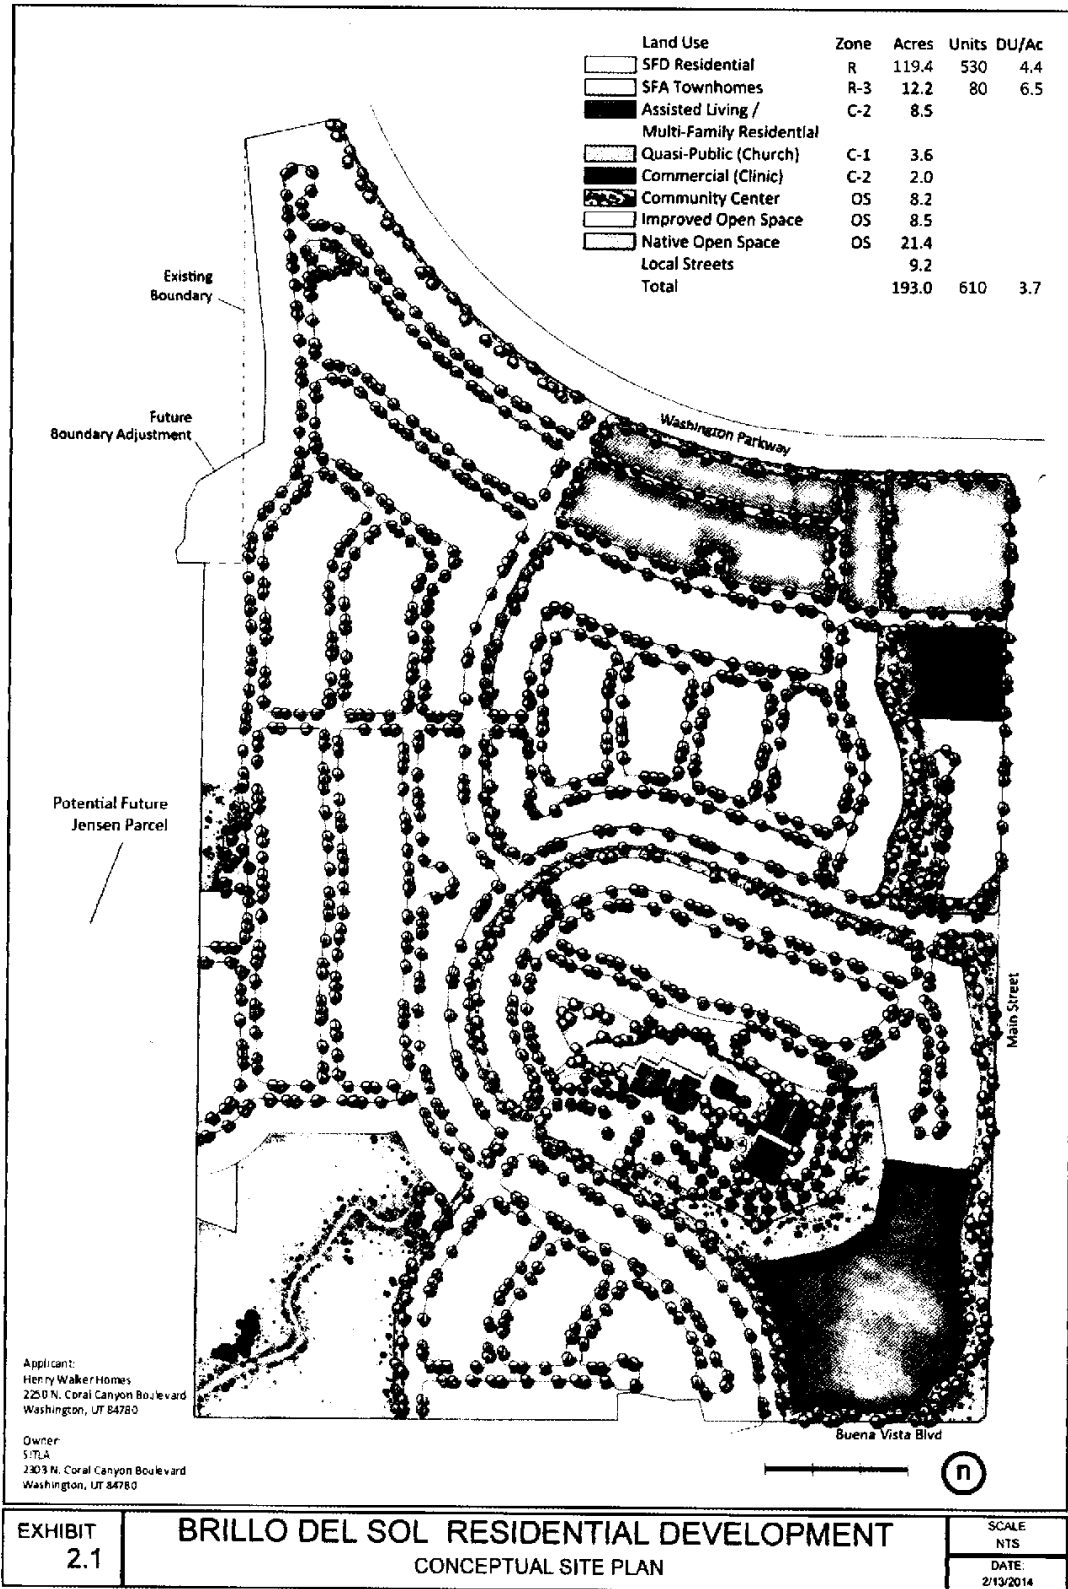 Land Use Zone Acres Units DU/Ac
SFD Residential R 119.4 530 4.4
SFA Townhomes R-3 12.2 80 6.5
Assisted Living / C-2 8.5
Multi-Family Residential
Quasi-Public (Church) C-1 3.6
Commercial (Clinic) C-2 2.0
Community Center OS 8.2
Improved Open Space OS 8.5
Native Open Space OS 21.4
Local Streets 9.2
Total 193.0 610 3.7
Existing
Boundary
Future
Boundary Adjustment
Washington Parkway
Potential Future
Jensen Parcel
Main Street
Applicant:
Henry Walker Homes
2250 N. Coral Canyon Boulevard
Washington, UT 84780
Owner
SITLA
2303 N. Coral Canyon Boulevard
Washington, UT 84780
Buena Vista Blvd
n
EXHIBIT
2.1
BRILLO DEL SOL RESIDENTIAL DEVELOPMENT
CONCEPTUAL SITE PLAN
SCALE
NTS
DATE:
2/13/2014